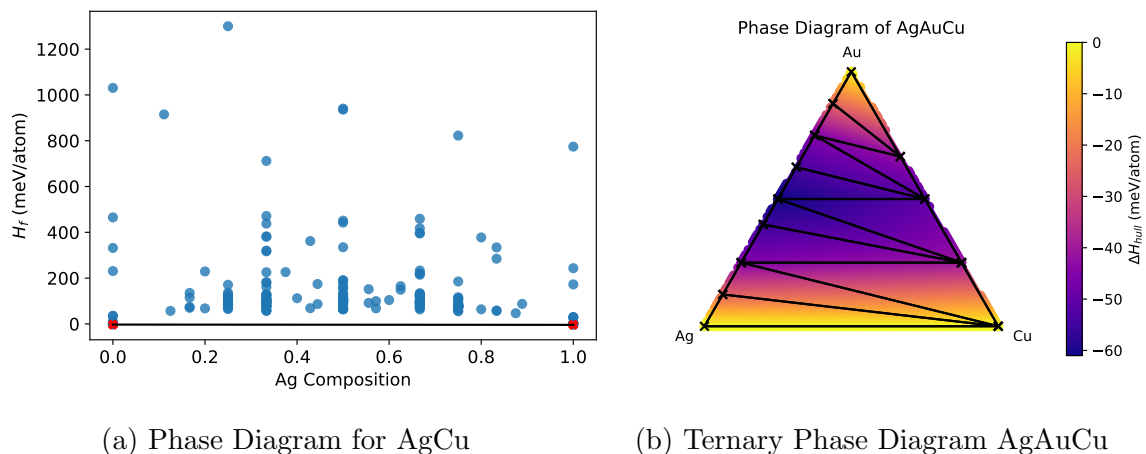 1200
1000
800
600
400
200
0
H_f (meV/atom)
0.0 0.2 0.4 0.6 0.8 1.0
Ag Composition
(a) Phase Diagram for AgCu
Phase Diagram of AgAuCu
Au
Ag
Cu
0
−10
−20
−30
−40
−50
−60
ΔH_{hull} (meV/atom)
(b) Ternary Phase Diagram AgAuCu